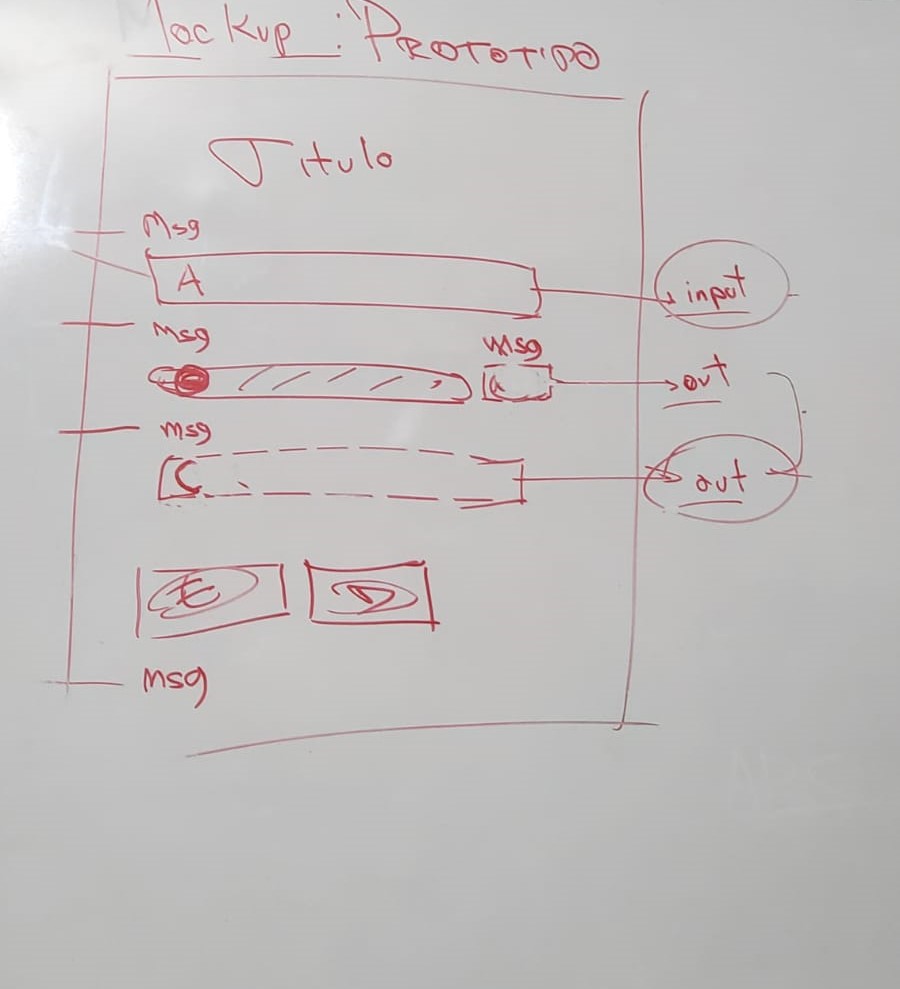 Mockup : PROTOTIPO
Titulo
Msg
A
input
Msg
msg
out
msg
C
out
E
D
msg